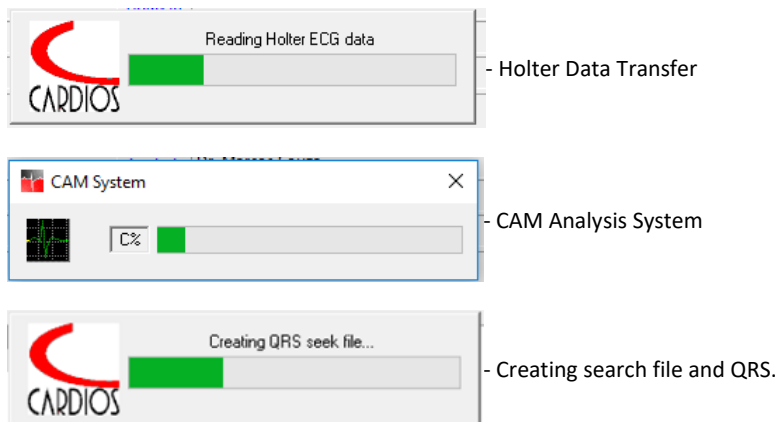 Reading Holter ECG data
CARDIOS
- Holter Data Transfer
CAM System
C%
- CAM Analysis System
Creating QRS seek file...
CARDIOS
- Creating search file and QRS.